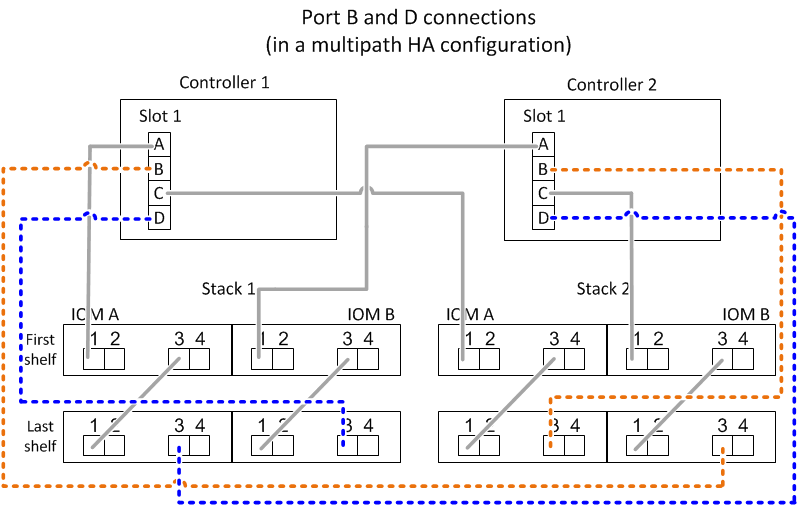 Port B and D connections
(in a multipath HA configuration)
Controller 1
Controller 2
Slot 1
Slot 1
A
B
C
D
A
B
C
D
Stack 1
Stack 2
IOM A
IOM B
IOM A
IOM B
First
shelf
1 2 3 4 1 2 3 4 1 2 3 4 1 2 3 4
Last
shelf
1 2 3 4 1 2 3 4 1 2 3 4 1 2 3 4